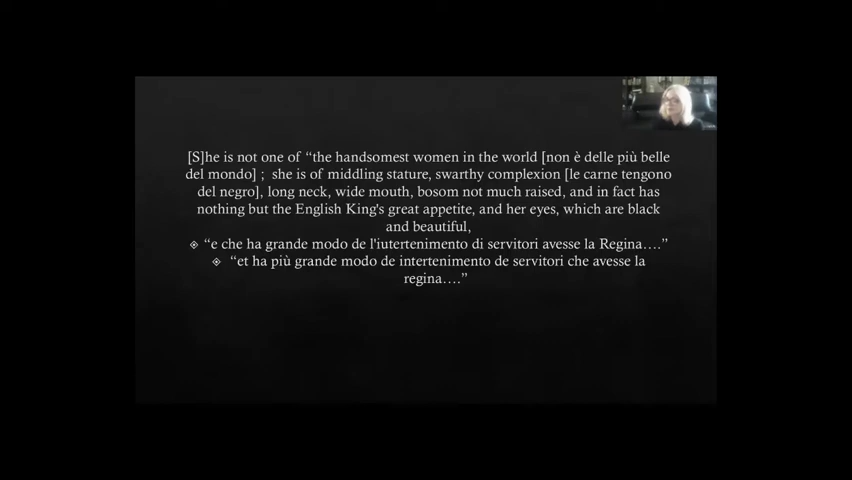 [S]he is not one of “the handsomest women in the world [non è delle più belle
del mondo] ; she is of middling stature, swarthy complexion [le carne tengono
del negro], long neck, wide mouth, bosom not much raised, and in fact has
nothing but the English King's great appetite, and her eyes, which are black
and beautiful,
“e che ha grande modo de l'iutertenimento di servitori avesse la Regina….”
“et ha più grande modo de intertenimento de servitori che avesse la
regina….”